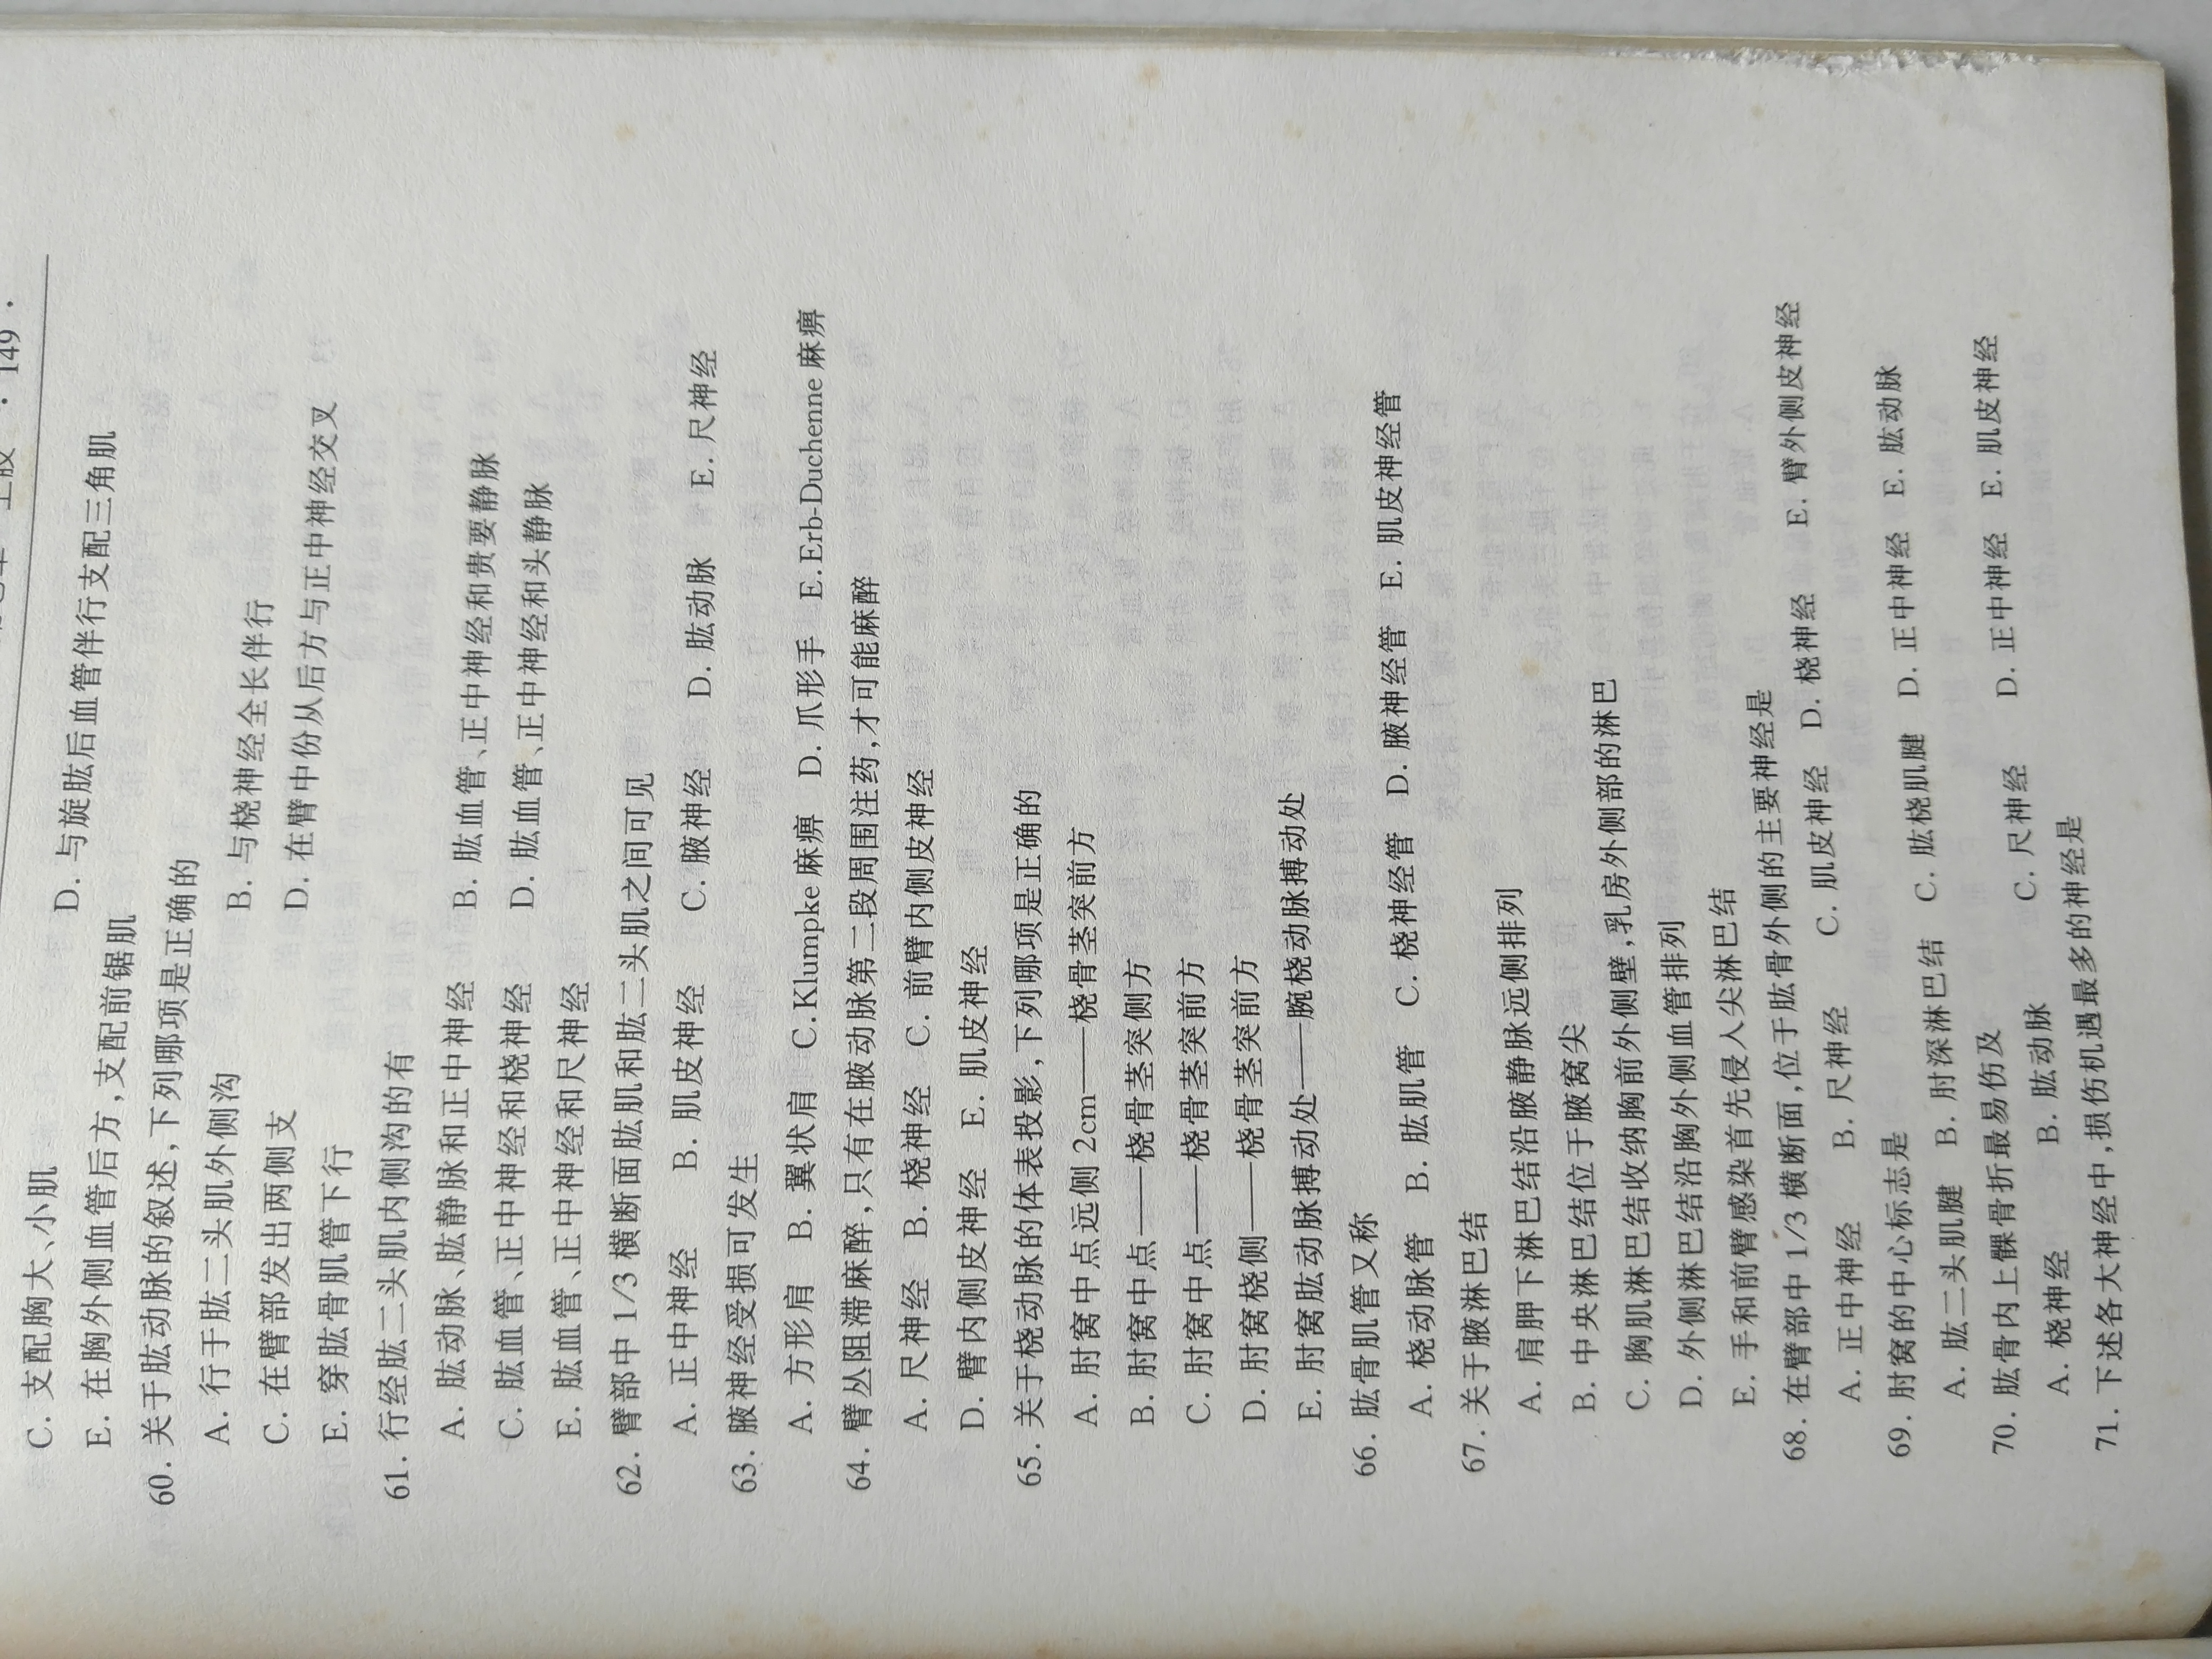 · 149 ·
C. 支配胸大、小肌 D. 与旋肱后血管伴行支配三角肌
E. 在胸外侧血管后方,支配前锯肌
60. 关于肱动脉的叙述,下列哪项是正确的
A. 行于肱二头肌外侧沟 B. 与桡神经全长伴行
C. 在臂部发出两侧支 D. 在臂中份从后方与正中神经交叉
E. 穿肱骨肌管下行
61. 行经肱二头肌内侧沟的有
A. 肱动脉、肱静脉和正中神经 B. 肱血管、正中神经和贵要静脉
C. 肱血管、正中神经和桡神经 D. 肱血管、正中神经和头静脉
E. 肱血管、正中神经和尺神经
62. 臂部中 1/3 横断面肱肌和肱二头肌之间可见
A. 正中神经 B. 肌皮神经 C. 腋神经 D. 肱动脉 E. 尺神经
63. 腋神经受损可发生
A. 方形肩 B. 翼状肩 C.Klumpke 麻痹 D. 爪形手 E.Erb-Duchenne 麻痹
64. 臂丛阻滞麻醉,只有在腋动脉第二段周围注药,才可能麻醉
A. 尺神经 B. 桡神经 C. 前臂内侧皮神经
D. 臂内侧皮神经 E. 肌皮神经
65. 关于桡动脉的体表投影,下列哪项是正确的
A. 肘窝中点远侧 2cm——桡骨茎突前方
B. 肘窝中点——桡骨茎突侧方
C. 肘窝中点——桡骨茎突前方
D. 肘窝桡侧——桡骨茎突前方
E. 肘窝肱动脉搏动处——腕桡动脉搏动处
66. 肱骨肌管又称
A. 桡动脉管 B. 肱肌管 C. 桡神经管 D. 腋神经管 E. 肌皮神经管
67. 关于腋淋巴结
A. 肩胛下淋巴结沿腋静脉远侧排列
B. 中央淋巴结位于腋窝尖
C. 胸肌淋巴结收纳胸前外侧壁,乳房外侧部的淋巴
D. 外侧淋巴结沿胸外侧血管排列
E. 手和前臂感染首先侵入尖淋巴结
68. 在臂部中 1/3 横断面,位于肱骨外侧的主要神经是
A. 正中神经 B. 尺神经 C. 肌皮神经 D. 桡神经 E. 臂外侧皮神经
69. 肘窝的中心标志是
A. 肱二头肌腱 B. 肘深淋巴结 C. 肱桡肌腱 D. 正中神经 E. 肱动脉
70. 肱骨内上髁骨折最易伤及
A. 桡神经 B. 肱动脉 C. 尺神经 D. 正中神经 E. 肌皮神经
71. 下述各大神经中,损伤机遇最多的神经是